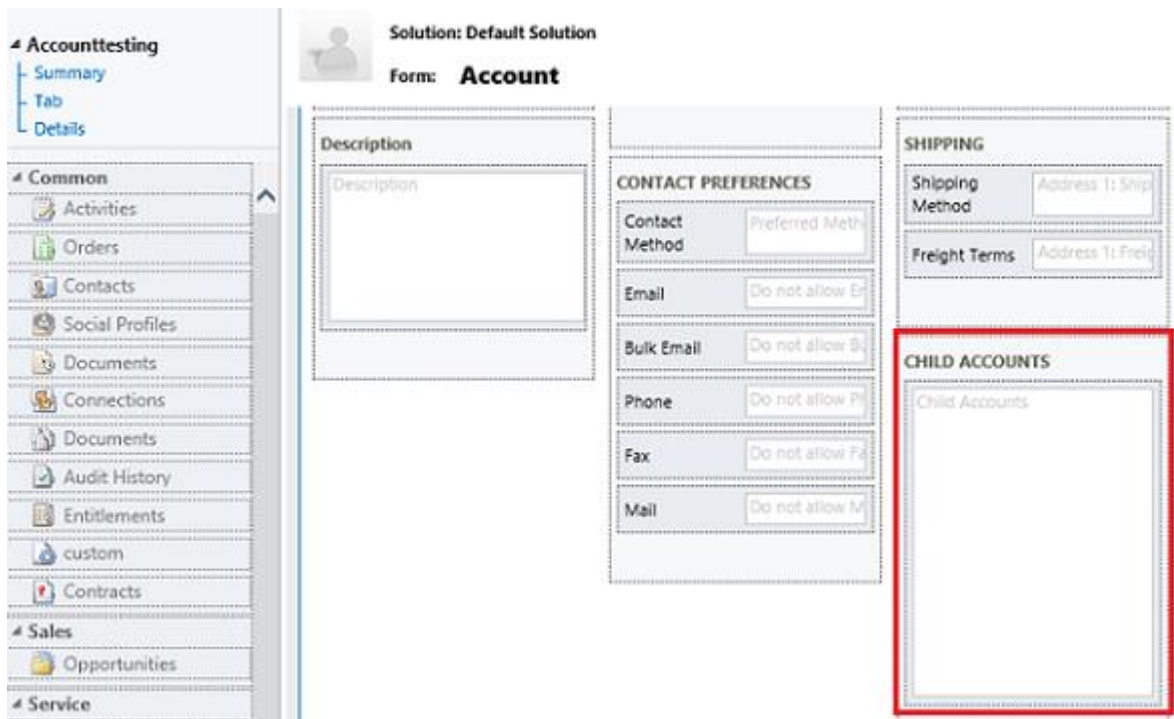 Accounttesting
Summary
Tab
Details
Common
Activities
Orders
Contacts
Social Profiles
Documents
Connections
Documents
Audit History
Entitlements
custom
Contracts
Sales
Opportunities
Service
Solution: Default Solution
Form: Account
Description
Description
CONTACT PREFERENCES
Contact Method
Preferred Meth
Email
Do not allow Er
Bulk Email
Do not allow Bu
Phone
Do not allow Ph
Fax
Do not allow Fa
Mail
Do not allow M
SHIPPING
Shipping Method
Address 1: Ship
Freight Terms
Address 1: Freig
CHILD ACCOUNTS
Child Accounts